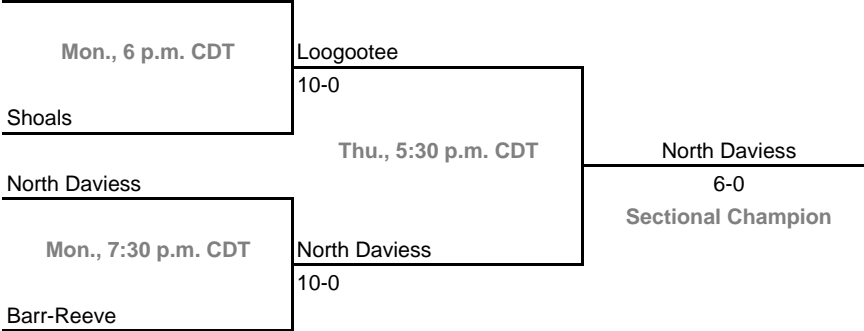 Mon., 6 p.m. CDT
Loogootee
10-0
Shoals
Thu., 5:30 p.m. CDT
North Daviess
North Daviess
6-0
Sectional Champion
Mon., 7:30 p.m. CDT
North Daviess
10-0
Barr-Reeve